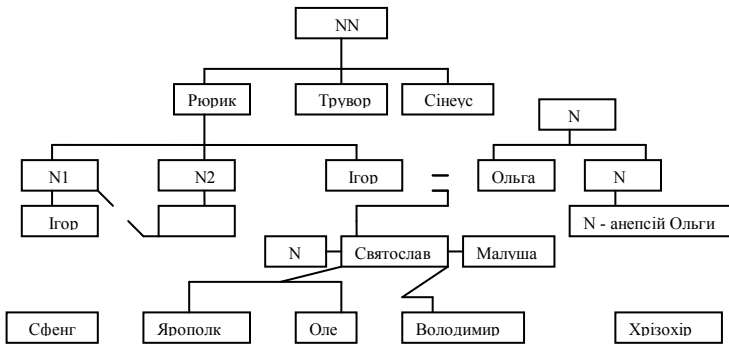 NN
Рюрик Трувор Сінеус
N
N1 N2 Ігор Ольга N
Ігор N - анепсій Ольги
N Святослав Малуша
Сфенг Ярополк Оле Володимир Хрізохір